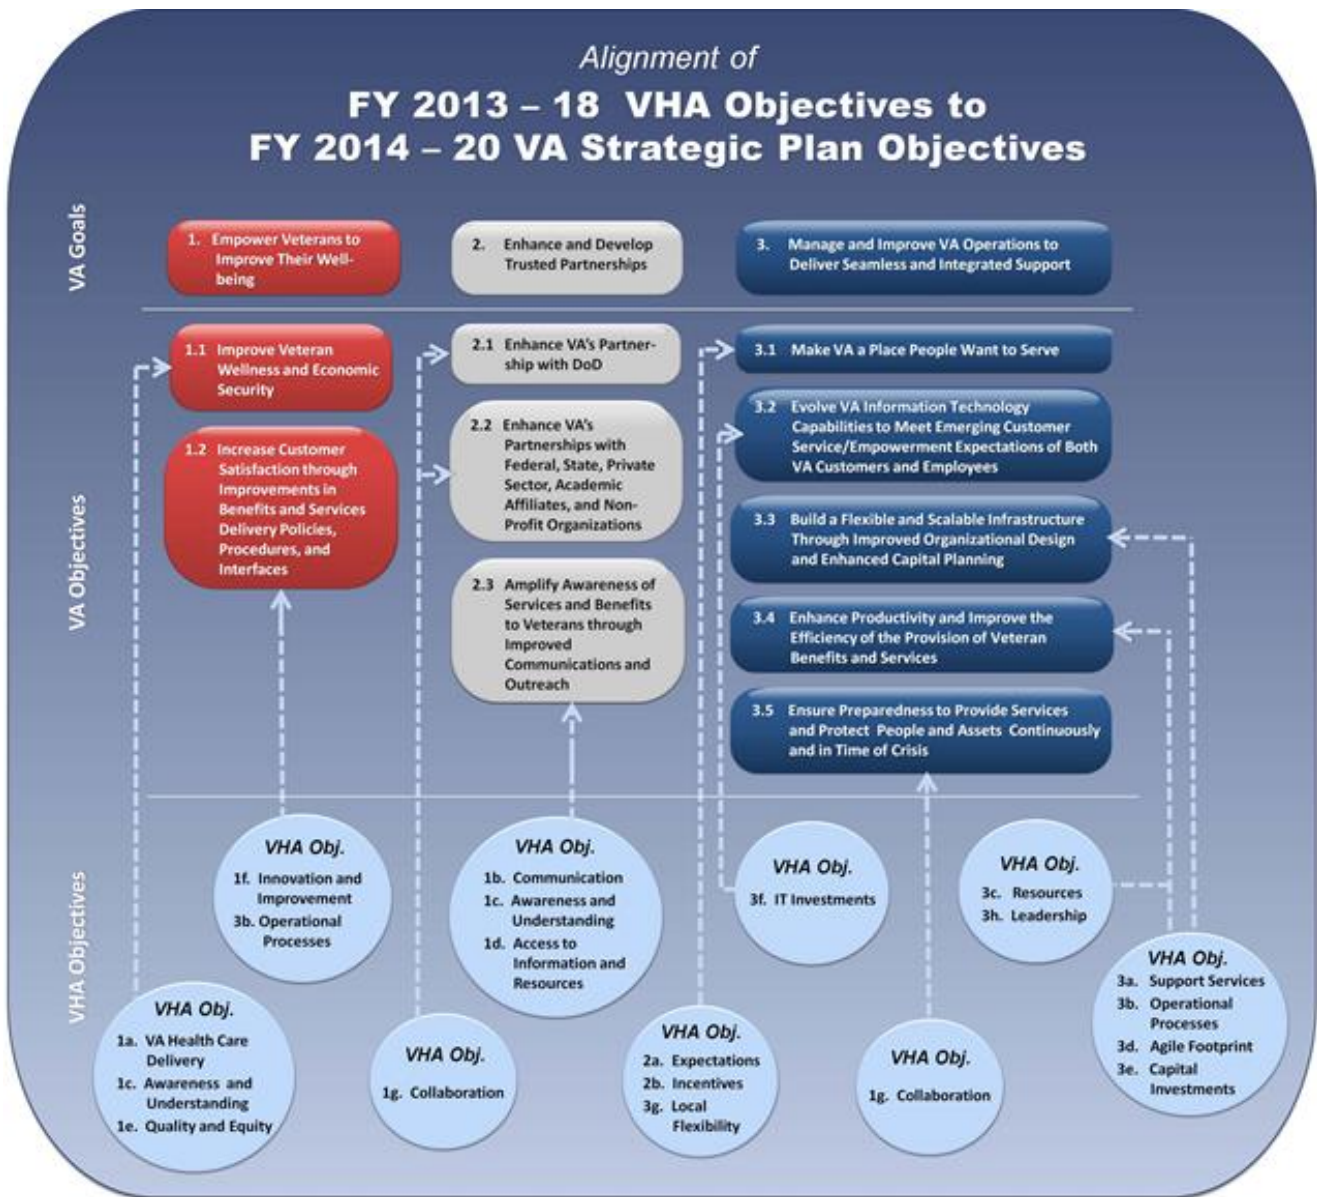 Alignment of
FY 2013 – 18 VHA Objectives to
FY 2014 – 20 VA Strategic Plan Objectives
VA Goals
1. Empower Veterans to
Improve Their Well-
being
2. Enhance and Develop
Trusted Partnerships
3. Manage and Improve VA Operations to
Deliver Seamless and Integrated Support
VA Objectives
1.1 Improve Veteran
Wellness and Economic
Security
1.2 Increase Customer
Satisfaction through
Improvements in
Benefits and Services
Delivery Policies,
Procedures, and
Interfaces
2.1 Enhance VA's Partner-
ship with DoD
2.2 Enhance VA's
Partnerships with
Federal, State, Private
Sector, Academic
Affiliates, and Non-
Profit Organizations
2.3 Amplify Awareness of
Services and Benefits
to Veterans through
Improved
Communications and
Outreach
3.1 Make VA a Place People Want to Serve
3.2 Evolve VA Information Technology
Capabilities to Meet Emerging Customer
Service/Empowerment Expectations of Both
VA Customers and Employees
3.3 Build a Flexible and Scalable Infrastructure
Through Improved Organizational Design
and Enhanced Capital Planning
3.4 Enhance Productivity and Improve the
Efficiency of the Provision of Veteran
Benefits and Services
3.5 Ensure Preparedness to Provide Services
and Protect People and Assets Continuously
and in Time of Crisis
VHA Objectives
VHA Obj.
1a. VA Health Care
Delivery
1c. Awareness and
Understanding
1e. Quality and Equity
VHA Obj.
1f. Innovation and
Improvement
3b. Operational
Processes
VHA Obj.
1g. Collaboration
VHA Obj.
1b. Communication
1c. Awareness and
Understanding
1d. Access to
Information and
Resources
VHA Obj.
2a. Expectations
2b. Incentives
3g. Local
Flexibility
VHA Obj.
3f. IT Investments
VHA Obj.
1g. Collaboration
VHA Obj.
3c. Resources
3h. Leadership
VHA Obj.
3a. Support Services
3b. Operational
Processes
3d. Agile Footprint
3e. Capital
Investments